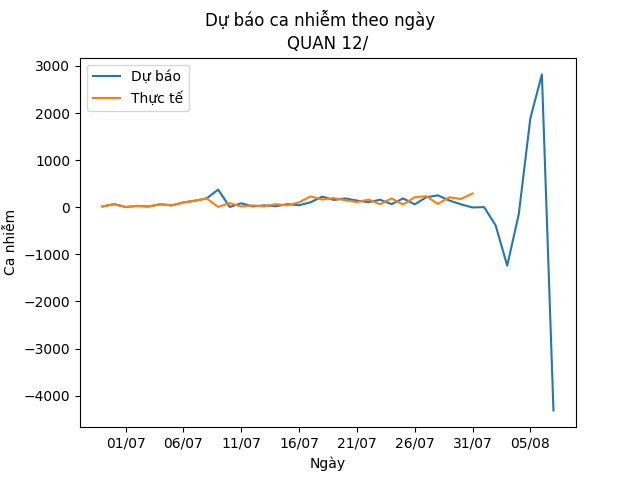 Dự báo ca nhiễm theo ngày
QUAN 12/
Dự báo
Thực tế
3000
2000
1000
0
−1000
−2000
−3000
−4000
Ca nhiễm
01/07 06/07 11/07 16/07 21/07 26/07 31/07 05/08
Ngày